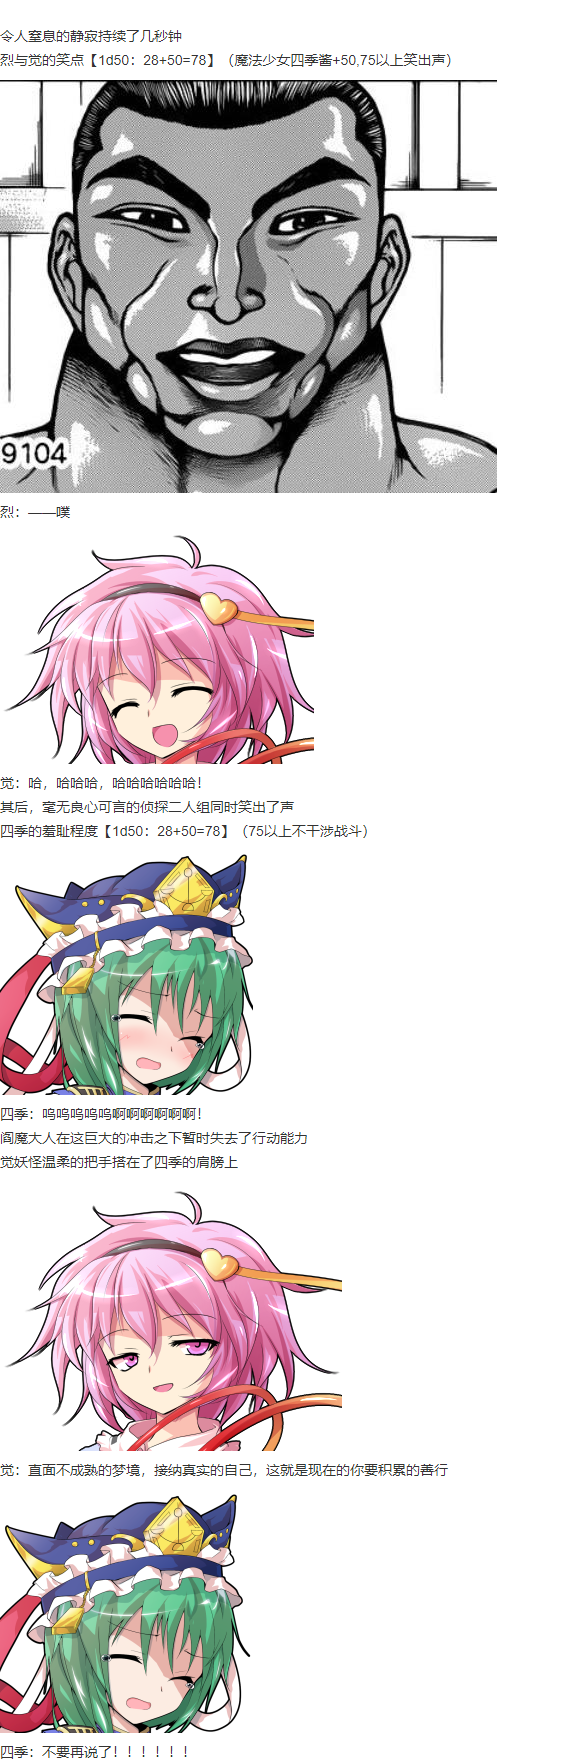 令人窒息的静寂持续了几秒钟
烈与觉的笑点【1d50：28+50=78】（魔法少女四季酱+50,75以上笑出声）
9104
烈：——噗
觉：哈，哈哈哈，哈哈哈哈哈哈！
其后，毫无良心可言的侦探二人组同时笑出了声
四季的羞耻程度【1d50：28+50=78】（75以上不干涉战斗）
四季：呜呜呜呜呜啊啊啊啊啊啊！
阎魔大人在这巨大的冲击之下暂时失去了行动能力
觉妖怪温柔的把手搭在了四季的肩膀上
觉：直面不成熟的梦境，接纳真实的自己，这就是现在的你要积累的善行
四季：不要再说了！！！！！！